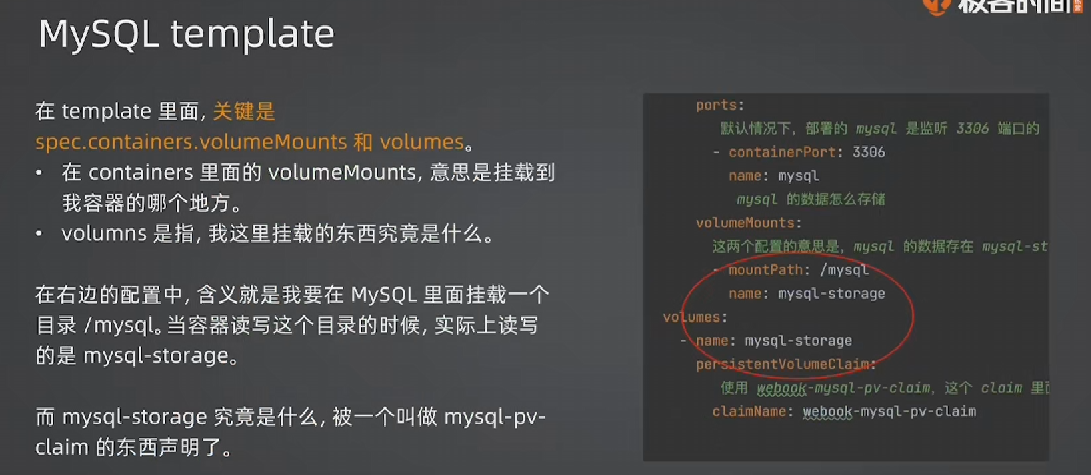 极客时间
MySQL template
在 template 里面, 关键是
spec.containers.volumeMounts 和 volumes。
• 在 containers 里面的 volumeMounts, 意思是挂载到
我容器的哪个地方。
• volumns 是指, 我这里挂载的东西究竟是什么。
在右边的配置中, 含义就是我要在 MySQL 里面挂载一个
目录 /mysql。当容器读写这个目录的时候, 实际上读写
的是 mysql-storage。
而 mysql-storage 究竟是什么, 被一个叫做 mysql-pv-
claim 的东西声明了。
ports:
默认情况下, 部署的 mysql 是监听 3306 端口的
- containerPort: 3306
name: mysql
mysql 的数据怎么存储
volumeMounts:
这两个配置的意思是, mysql 的数据存在 mysql-st
- mountPath: /mysql
name: mysql-storage
volumes:
- name: mysql-storage
persistentVolumeClaim:
使用 webook-mysql-pv-claim, 这个 claim 里面
claimName: webook-mysql-pv-claim